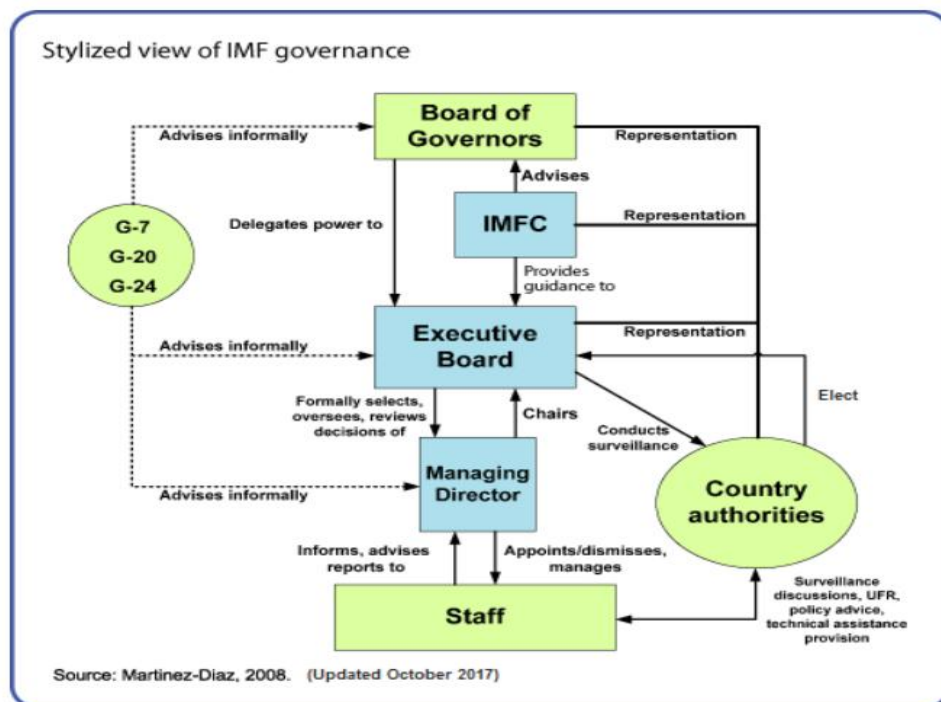 Stylized view of IMF governance
Board of
Governors
Advises informally
Representation
Advises
G-7
G-20
G-24
Delegates power to
IMFC
Representation
Provides
guidance to
Executive
Board
Representation
Advises informally
Elect
Formally selects,
oversees, reviews
decisions of
Chairs
Conducts
surveillance
Managing
Director
Country
authorities
Advises informally
Informs, advises
reports to
Appoints/dismisses,
manages
Staff
Surveillance
discussions, UFR,
policy advice,
technical assistance
provision
Source: Martinez-Diaz, 2008. (Updated October 2017)